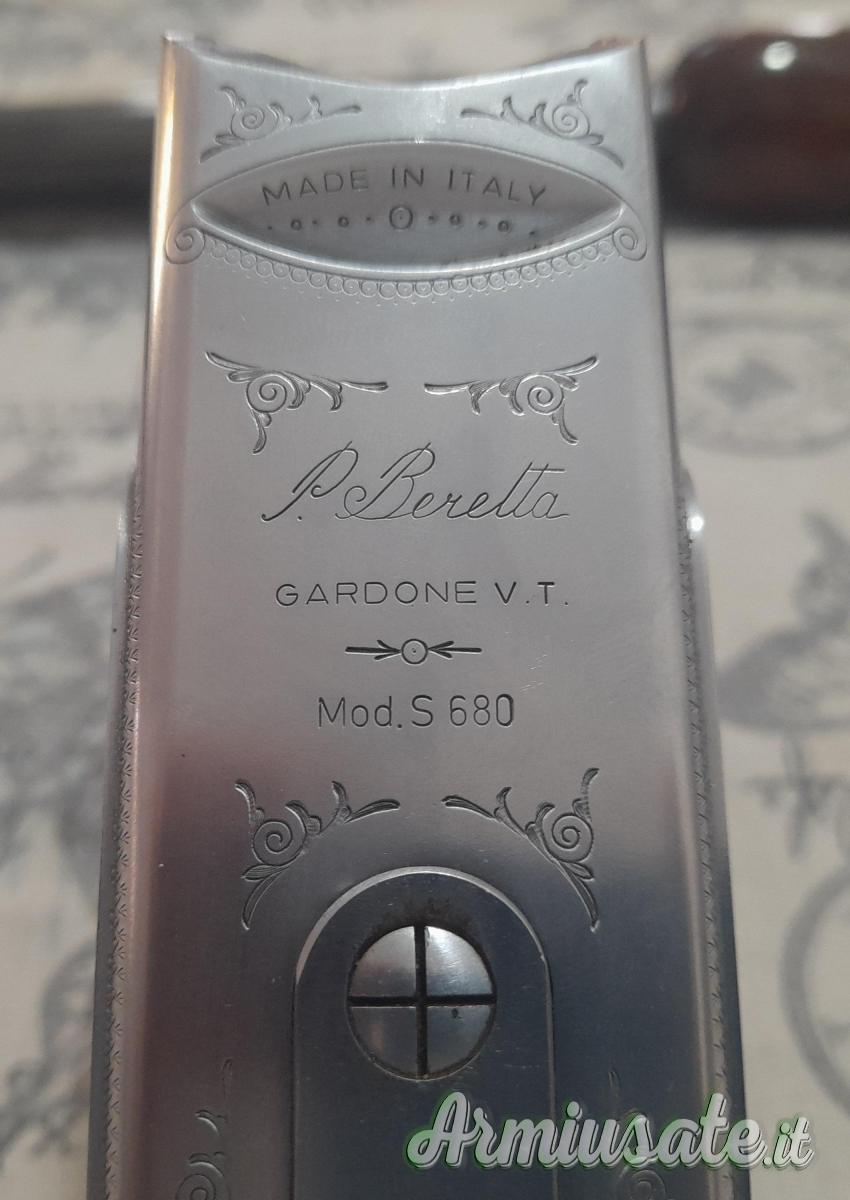 MADE IN ITALY
P. Beretta
GARDONE V.T.
Mod. S 680
Armiusate.it